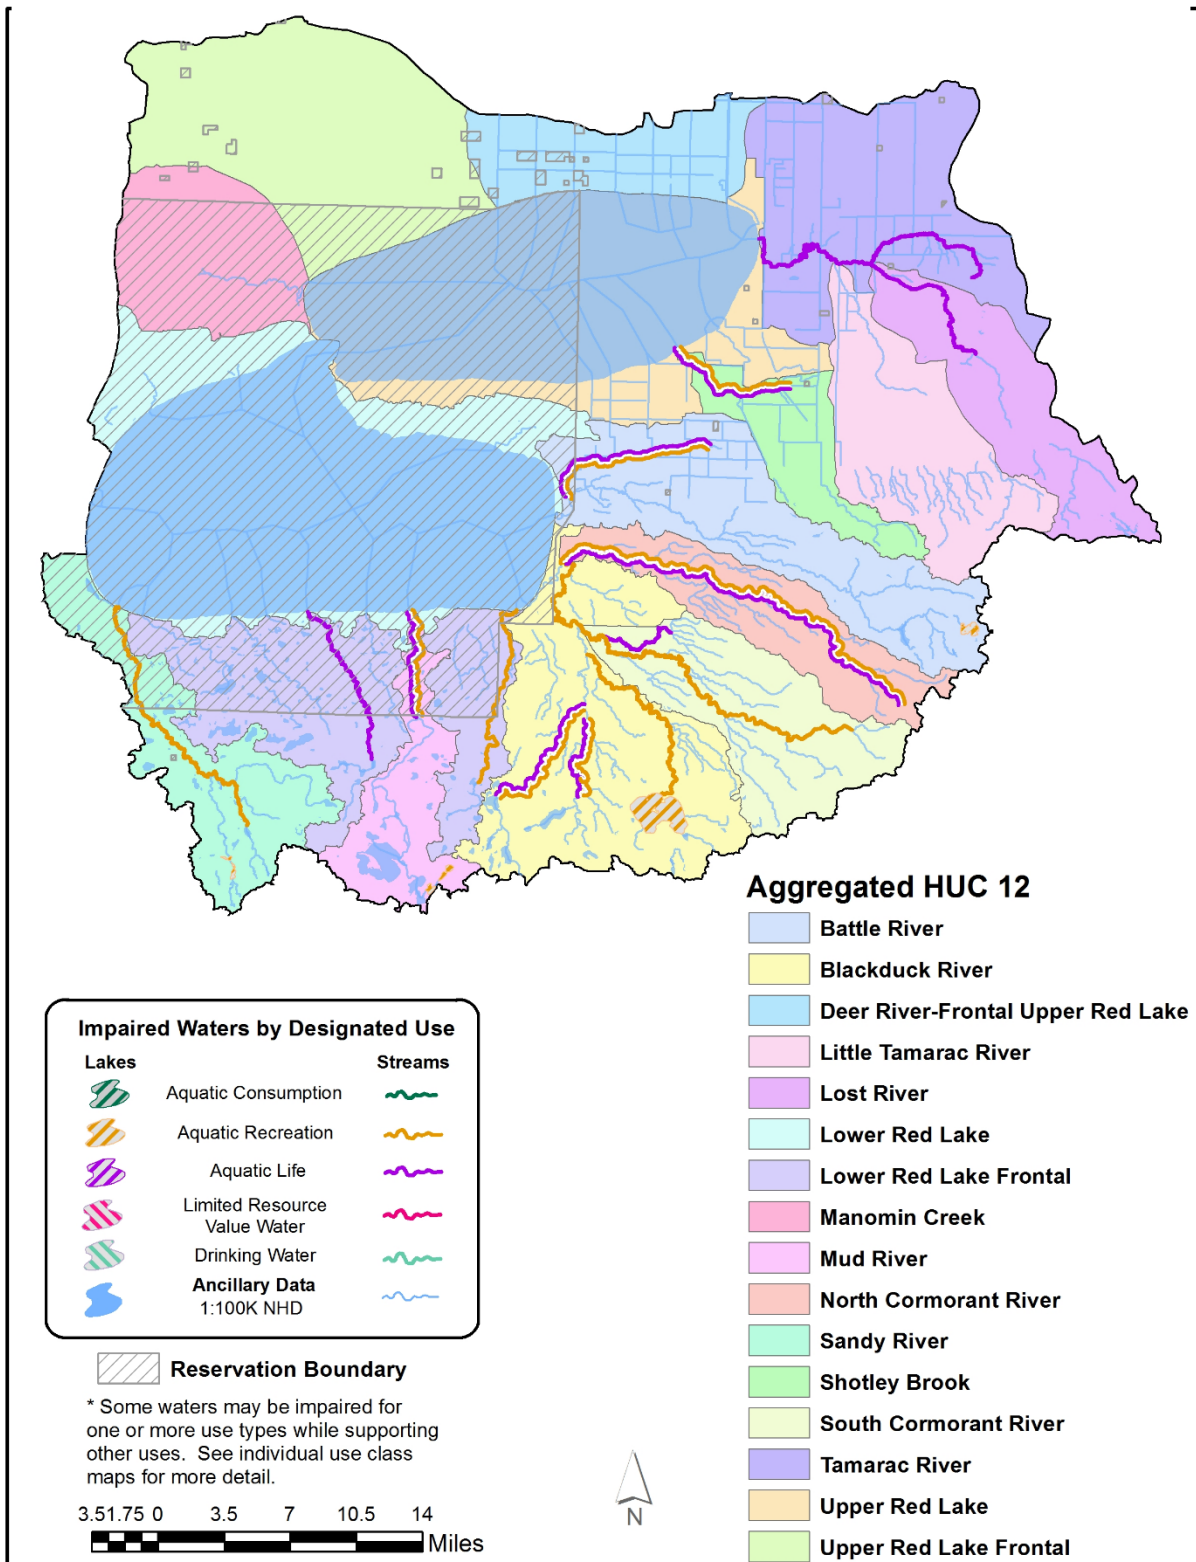 Aggregated HUC 12
Battle River
Blackduck River
Deer River-Frontal Upper Red Lake
Little Tamarac River
Lost River
Lower Red Lake
Lower Red Lake Frontal
Manomin Creek
Mud River
North Cormorant River
Sandy River
Shotley Brook
South Cormorant River
Tamarac River
Upper Red Lake
Upper Red Lake Frontal
Impaired Waters by Designated Use
Lakes Streams
Aquatic Consumption
Aquatic Recreation
Aquatic Life
Limited Resource
Value Water
Drinking Water
Ancillary Data
1:100K NHD
Reservation Boundary
* Some waters may be impaired for
one or more use types while supporting
other uses. See individual use class
maps for more detail.
3.51.75 0 3.5 7 10.5 14
Miles
N